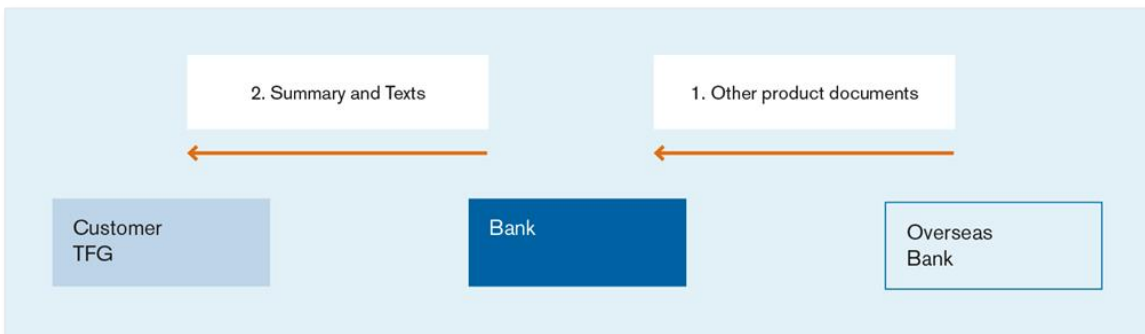 2. Summary and Texts
1. Other product documents
Customer
TFG
Bank
Overseas
Bank